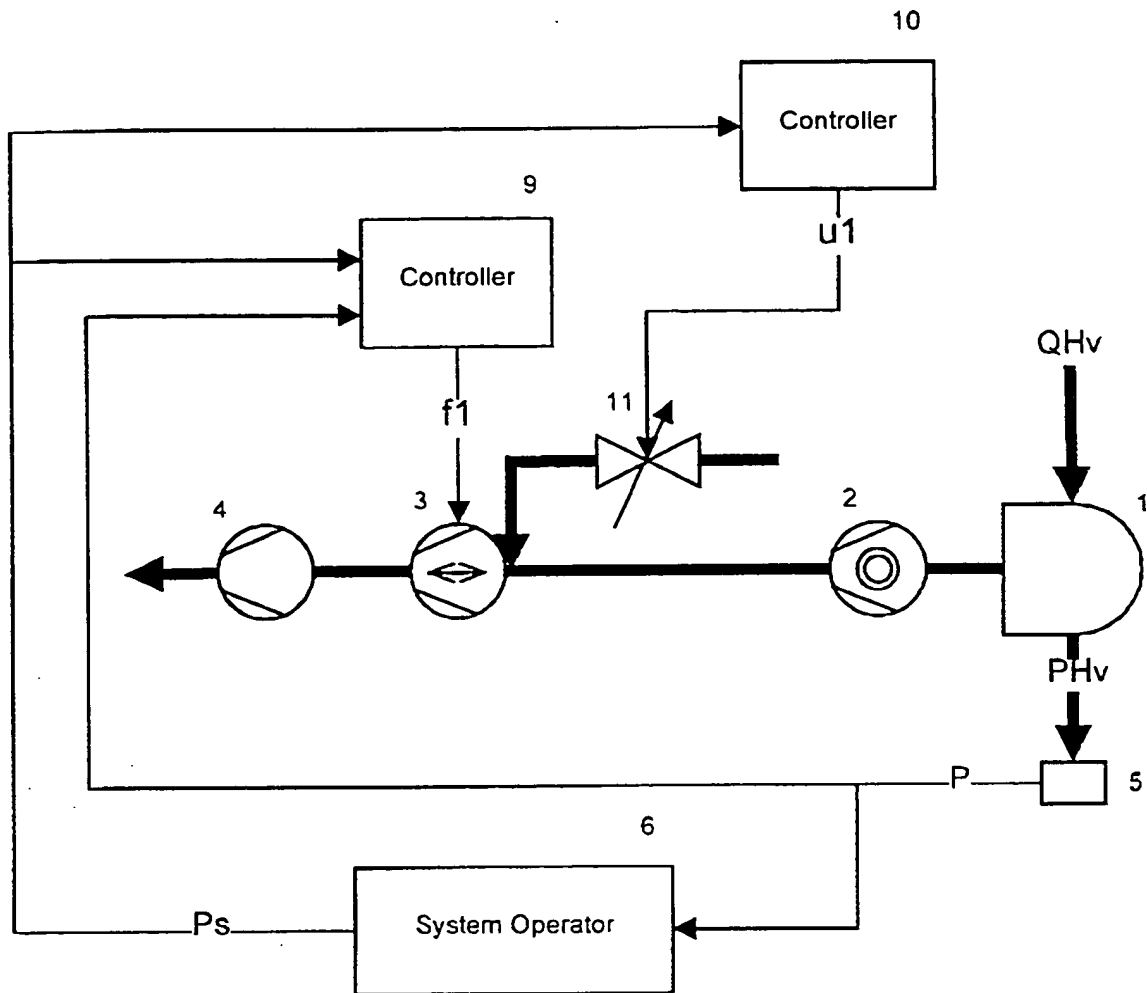 10
Controller
9
u1
Controller
QHv
f1
11
4
3
2
1
PHv
P
5
6
Ps
System Operator